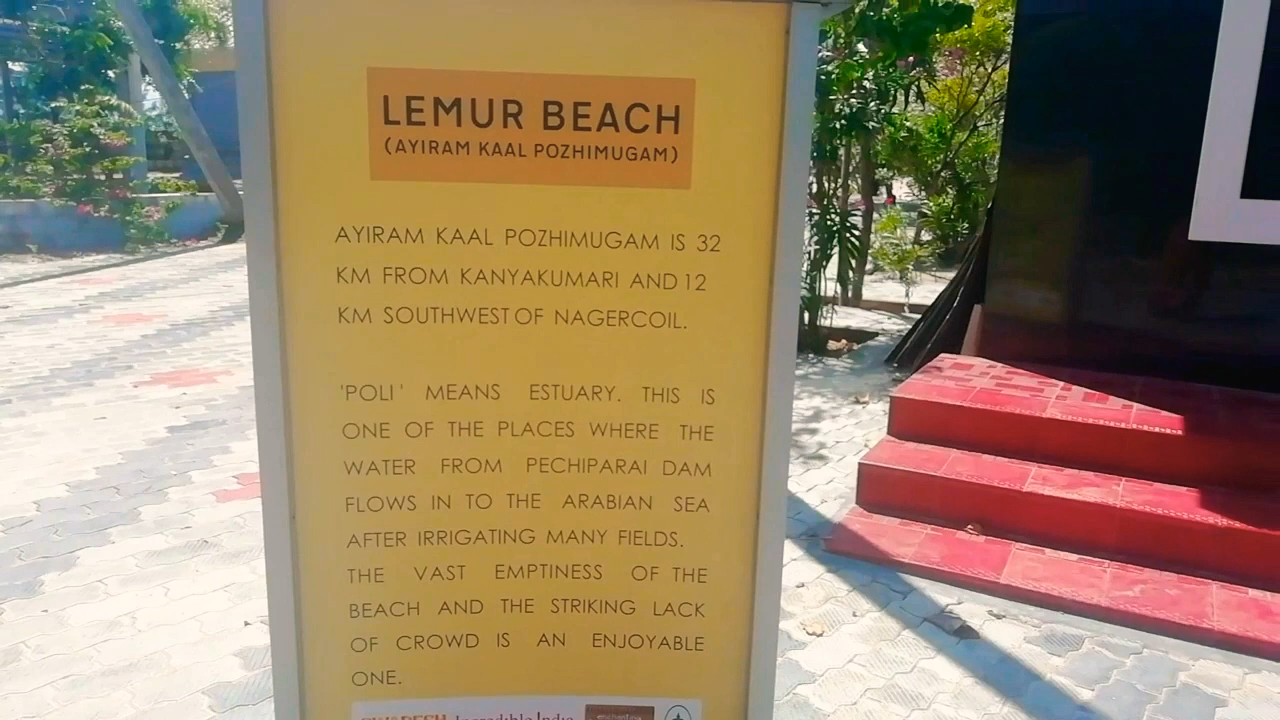 LEMUR BEACH
(AYIRAM KAAL POZHIMUGAM)
AYIRAM KAAL POZHIMUGAM IS 32
KM FROM KANYAKUMARI AND 12
KM SOUTHWEST OF NAGERCOIL.
'POLI' MEANS ESTUARY. THIS IS
ONE OF THE PLACES WHERE THE
WATER FROM PECHIPARAI DAM
FLOWS IN TO THE ARABIAN SEA
AFTER IRRIGATING MANY FIELDS.
THE VAST EMPTINESS OF THE
BEACH AND THE STRIKING LACK
OF CROWD IS AN ENJOYABLE
ONE.
Incredible India